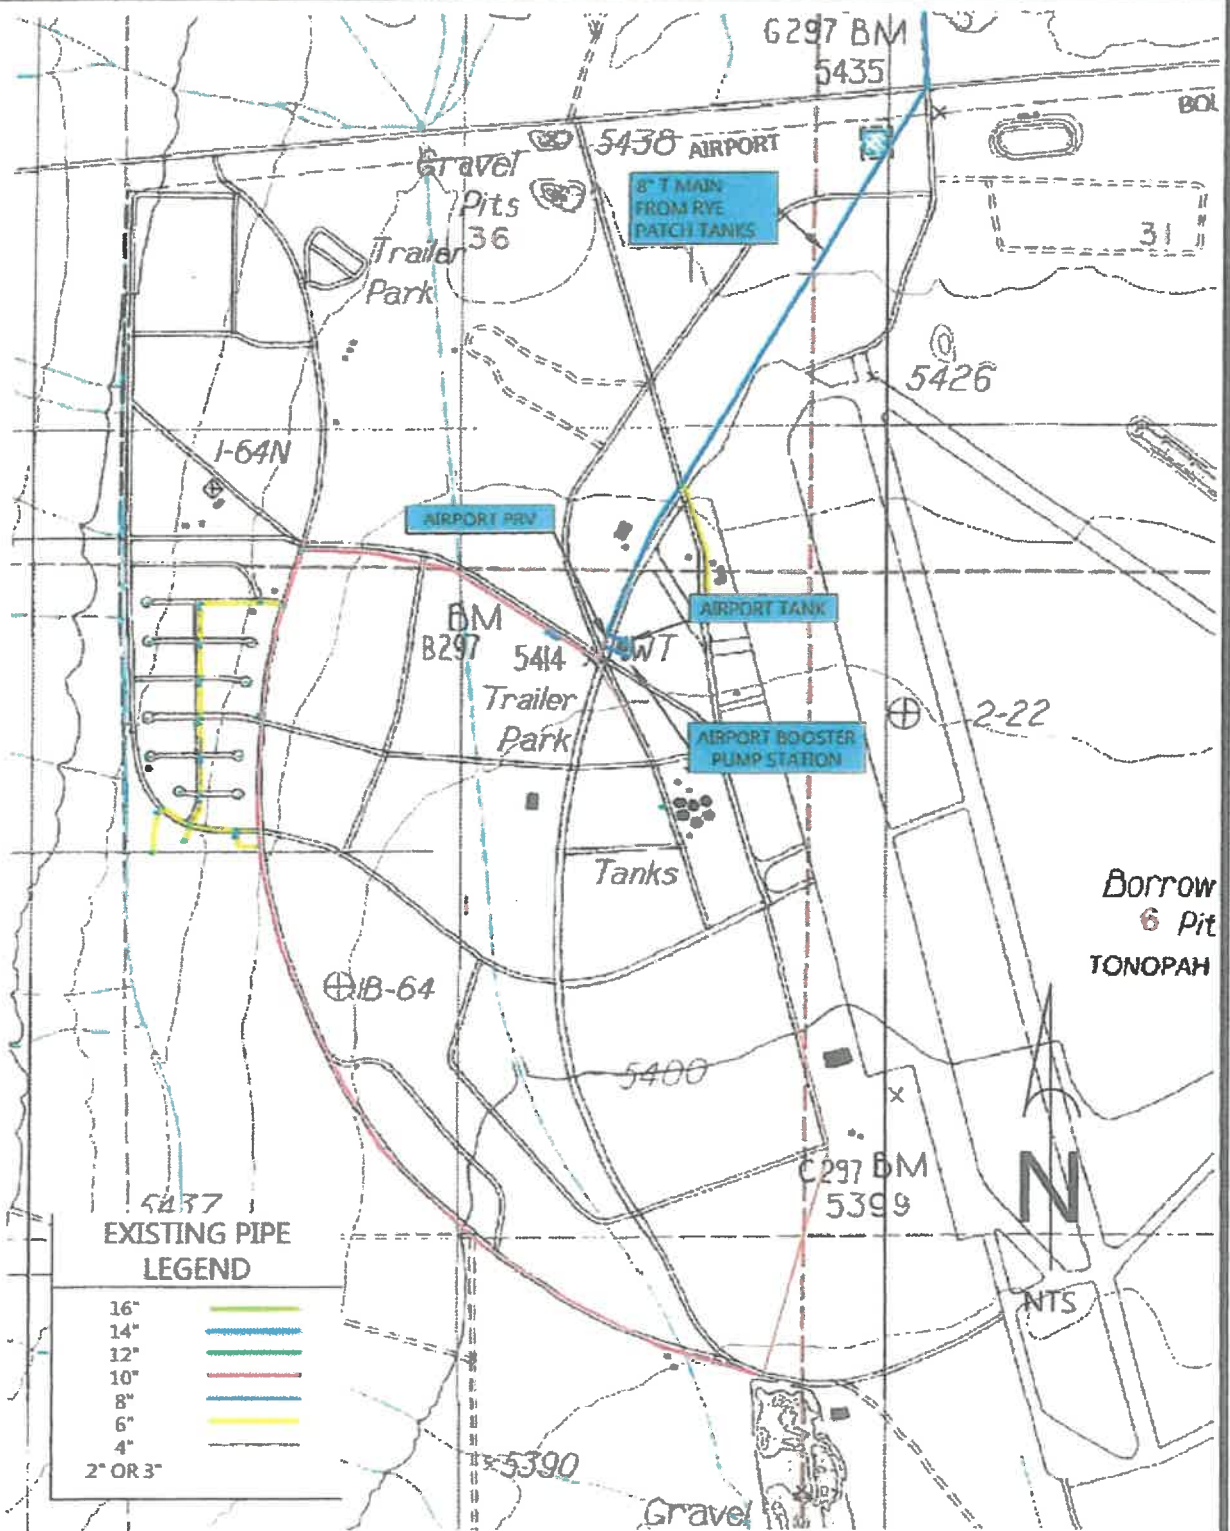 G297 BM
5435
BOU
5438 AIRPORT
Gravel
Pits
36
8" T MAIN
FROM RYE
PATCH TANKS
31
Trailer
Park
5426
I-64N
AIRPORT PRV
AIRPORT TANK
BM
B297
5414
WT
Trailer
Park
2-22
AIRPORT BOOSTER
PUMP STATION
Tanks
Borrow
6 Pit
TONOPAH
IB-64
5400
C297 BM
5399
N
NTS
5437
EXISTING PIPE
LEGEND
16"
14"
12"
10"
8"
6"
4"
2" OR 3"
5390
Gravel